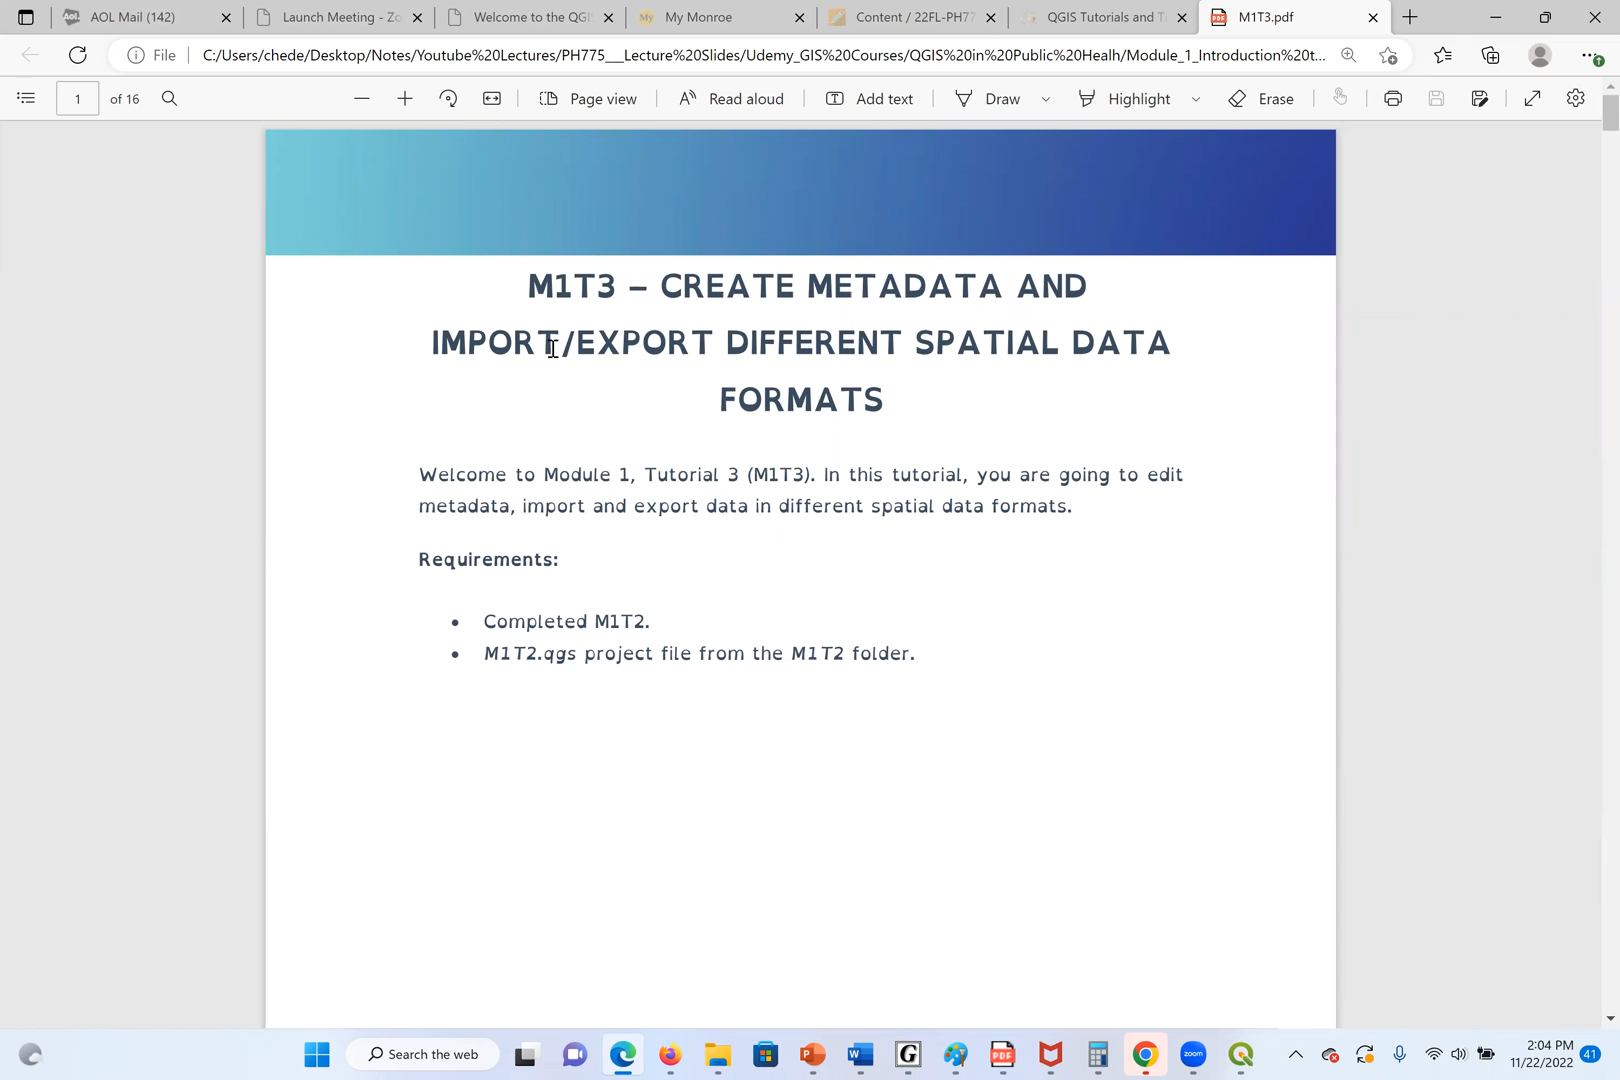 AOL Mail (142)
Launch Meeting - Zo
Welcome to the QGI
My Monroe
Content / 22FL-PH77
QGIS Tutorials and T
M1T3.pdf
File
C:/Users/chede/Desktop/Notes/Youtube%20Lectures/PH775___Lecture%20Slides/Udemy_GIS%20Courses/QGIS%20in%20Public%20Healh/Module_1_Introduction%20t...
1 of 16
Page view
Read aloud
Add text
Draw
Highlight
Erase
M1T3 – CREATE METADATA AND
IMPORT/EXPORT DIFFERENT SPATIAL DATA
FORMATS
Welcome to Module 1, Tutorial 3 (M1T3). In this tutorial, you are going to edit
metadata, import and export data in different spatial data formats.
Requirements:
• Completed M1T2.
• M1T2.qgs project file from the M1T2 folder.
Search the web
zoom
2:04 PM
11/22/2022
41